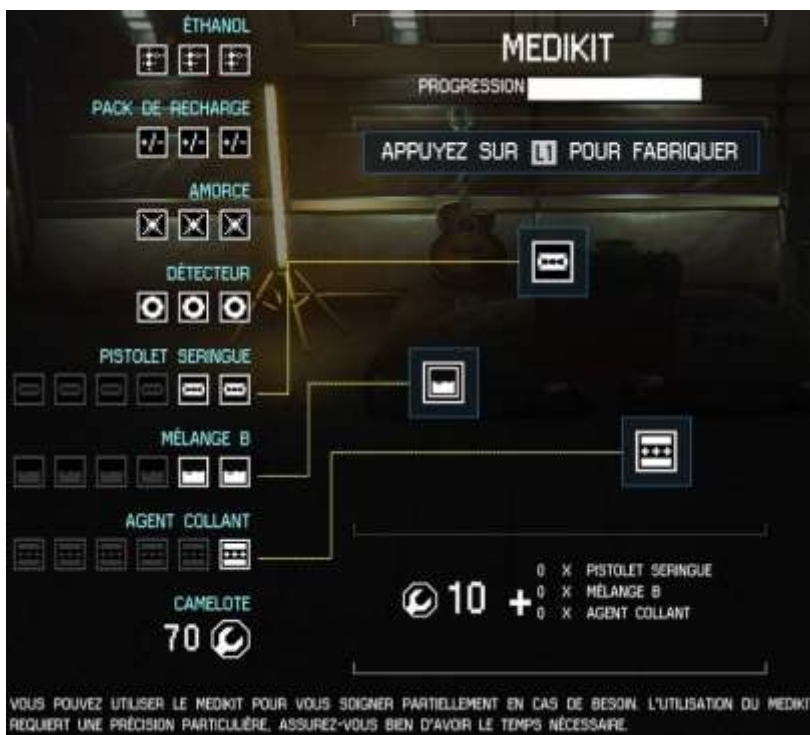 ÉTHANOL
MEDIKIT
PROGRESSION
PACK DE RECHARGE
+/- +/- +/-
APPUYEZ SUR L1 POUR FABRIQUER
AMORCE
DÉTECTEUR
PISTOLET SERINGUE
MÉLANGE B
AGENT COLLANT
CAMELOTE
70
10 +
0 X PISTOLET SERINGUE
0 X MÉLANGE B
0 X AGENT COLLANT
VOUS POUVEZ UTILISER LE MEDIKIT POUR VOUS SOIGNER PARTIELLEMENT EN CAS DE BESOIN. L'UTILISATION DU MEDIKIT
REQUIERT UNE PRÉCISION PARTICULIÈRE, ASSUREZ-VOUS BIEN D'AVOIR LE TEMPS NÉCESSAIRE.